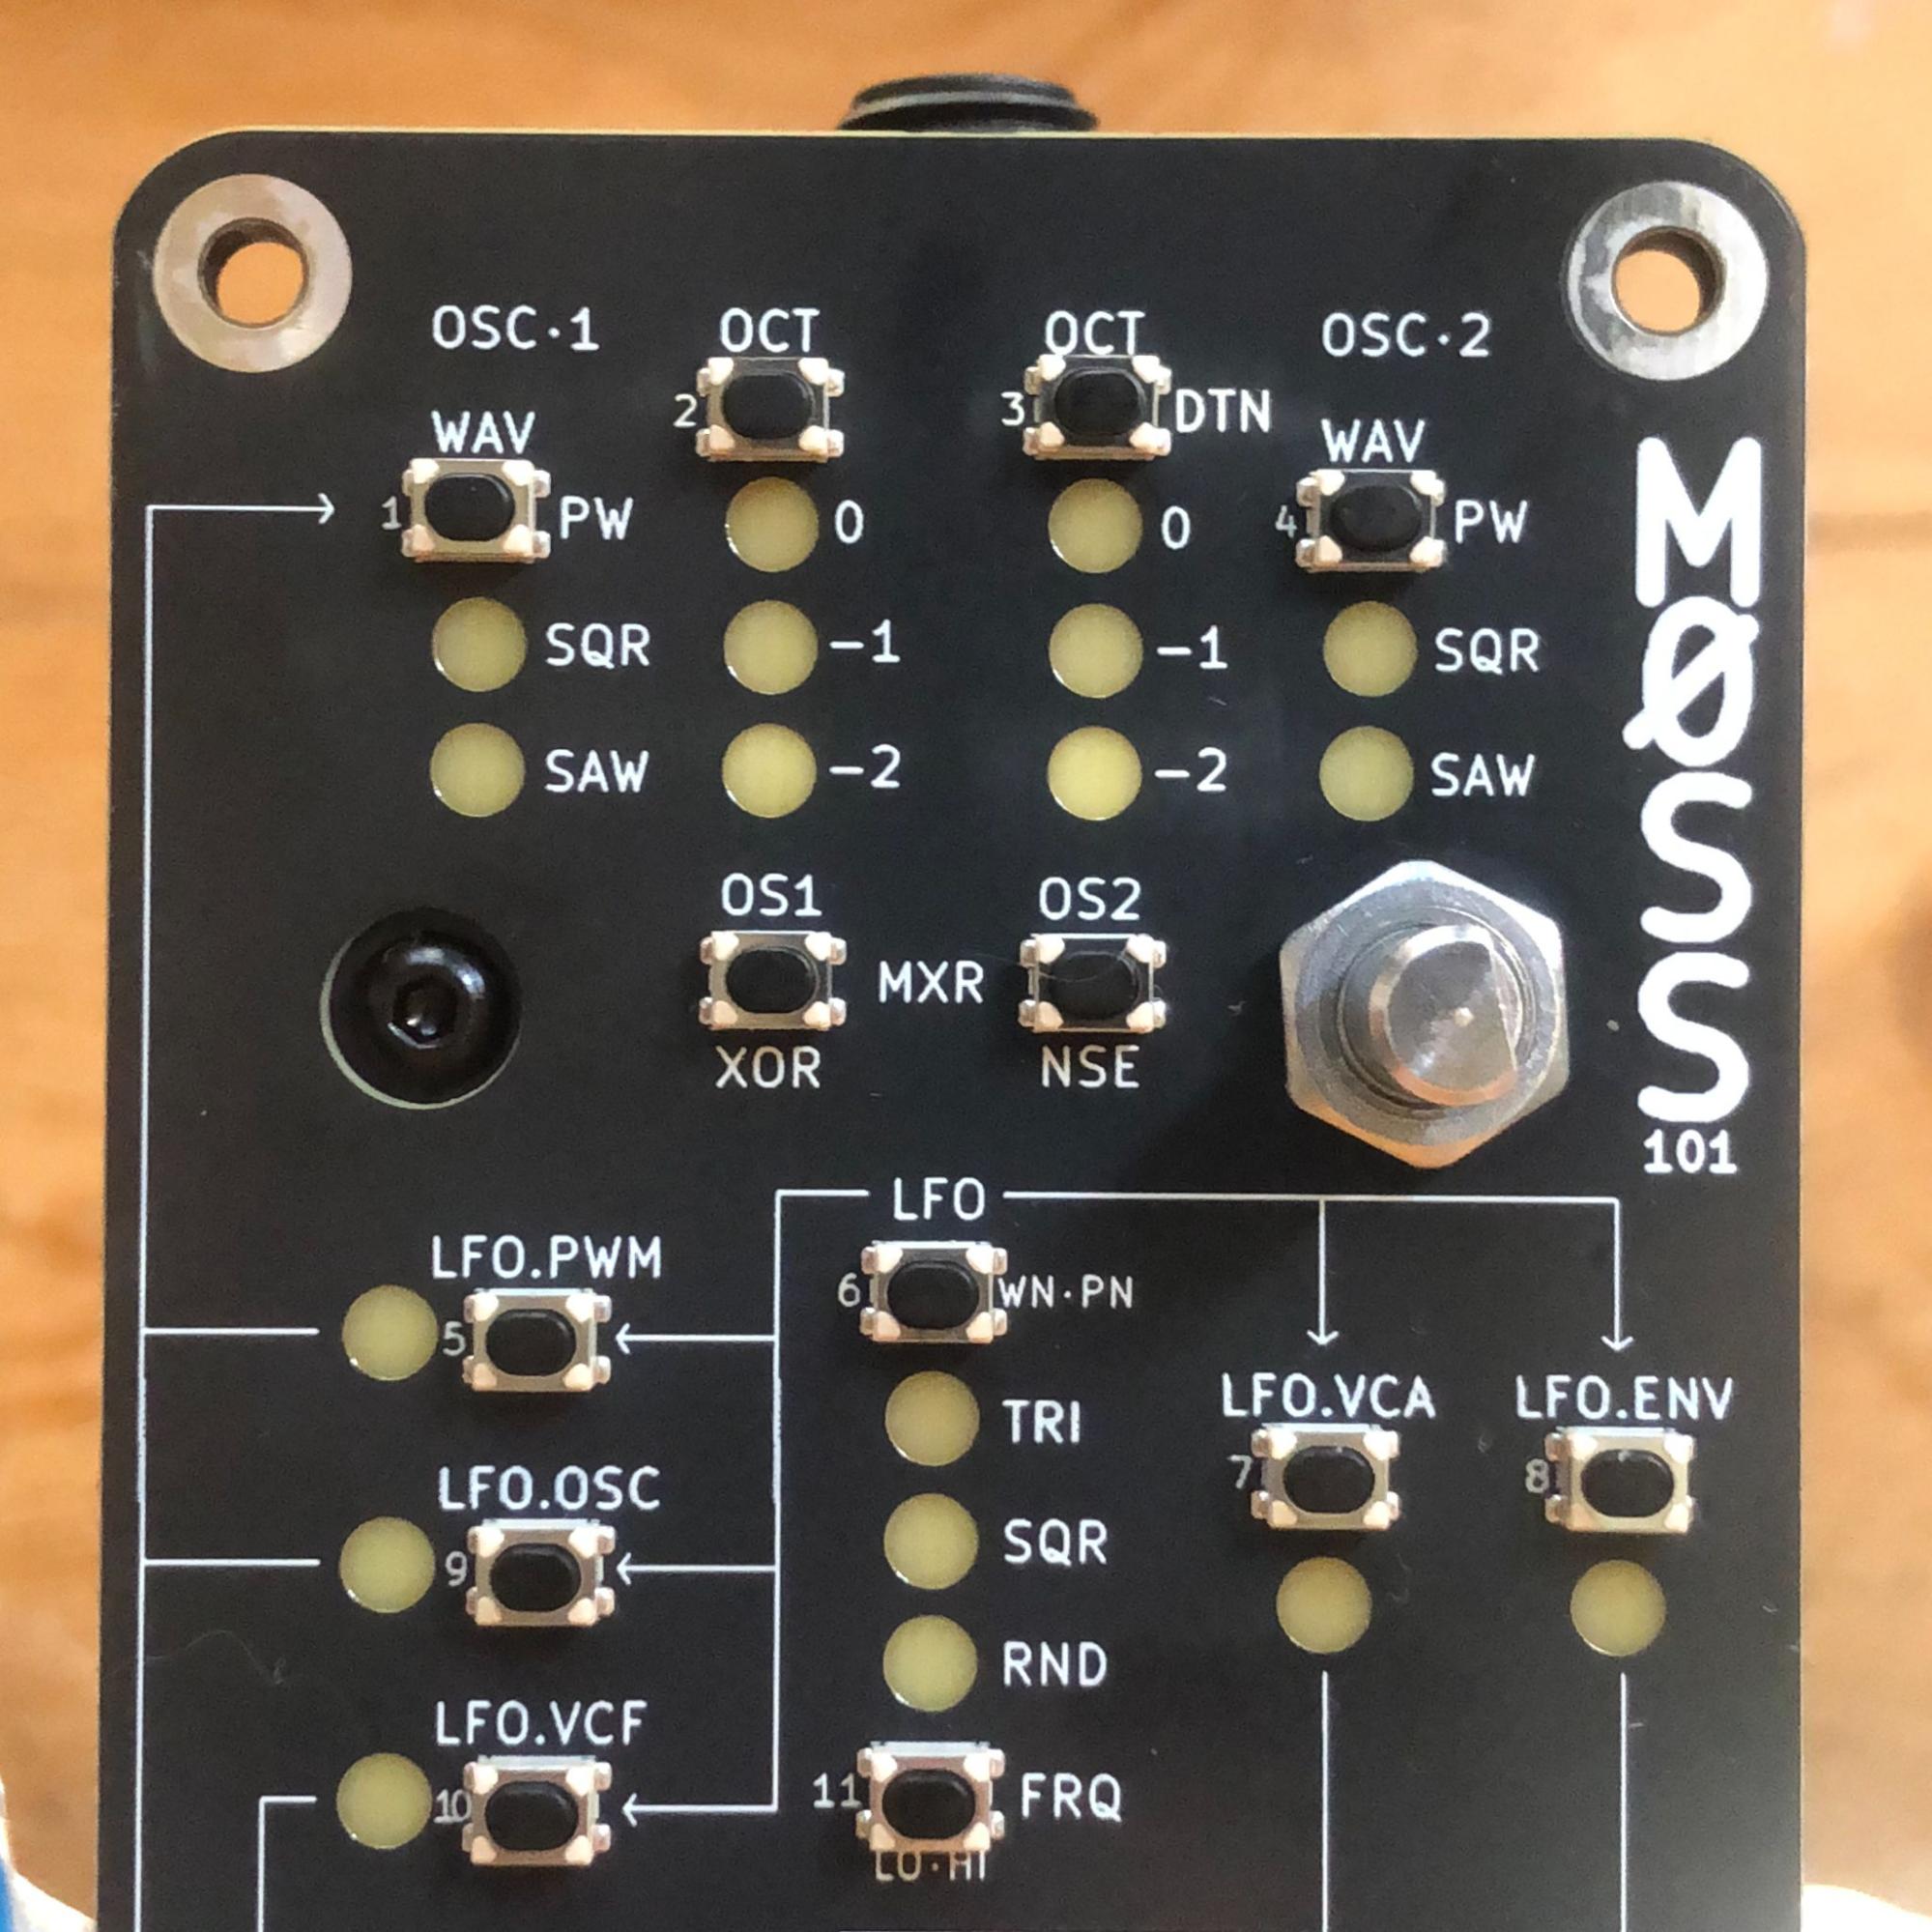 OSC·1 OCT OCT OSC·2
2 3 DTN
WAV WAV
1 PW 0 0 4 PW
SQR -1 -1 SQR
SAW -2 -2 SAW
MØSS
101
OS1 OS2
MXR
XOR NSE
LFO
LFO.PWM
6 WN·PN
5
LFO.VCA LFO.ENV
TRI
7 8
LFO.OSC
9 SQR
RND
LFO.VCF
10 11 FRQ
LO·HI